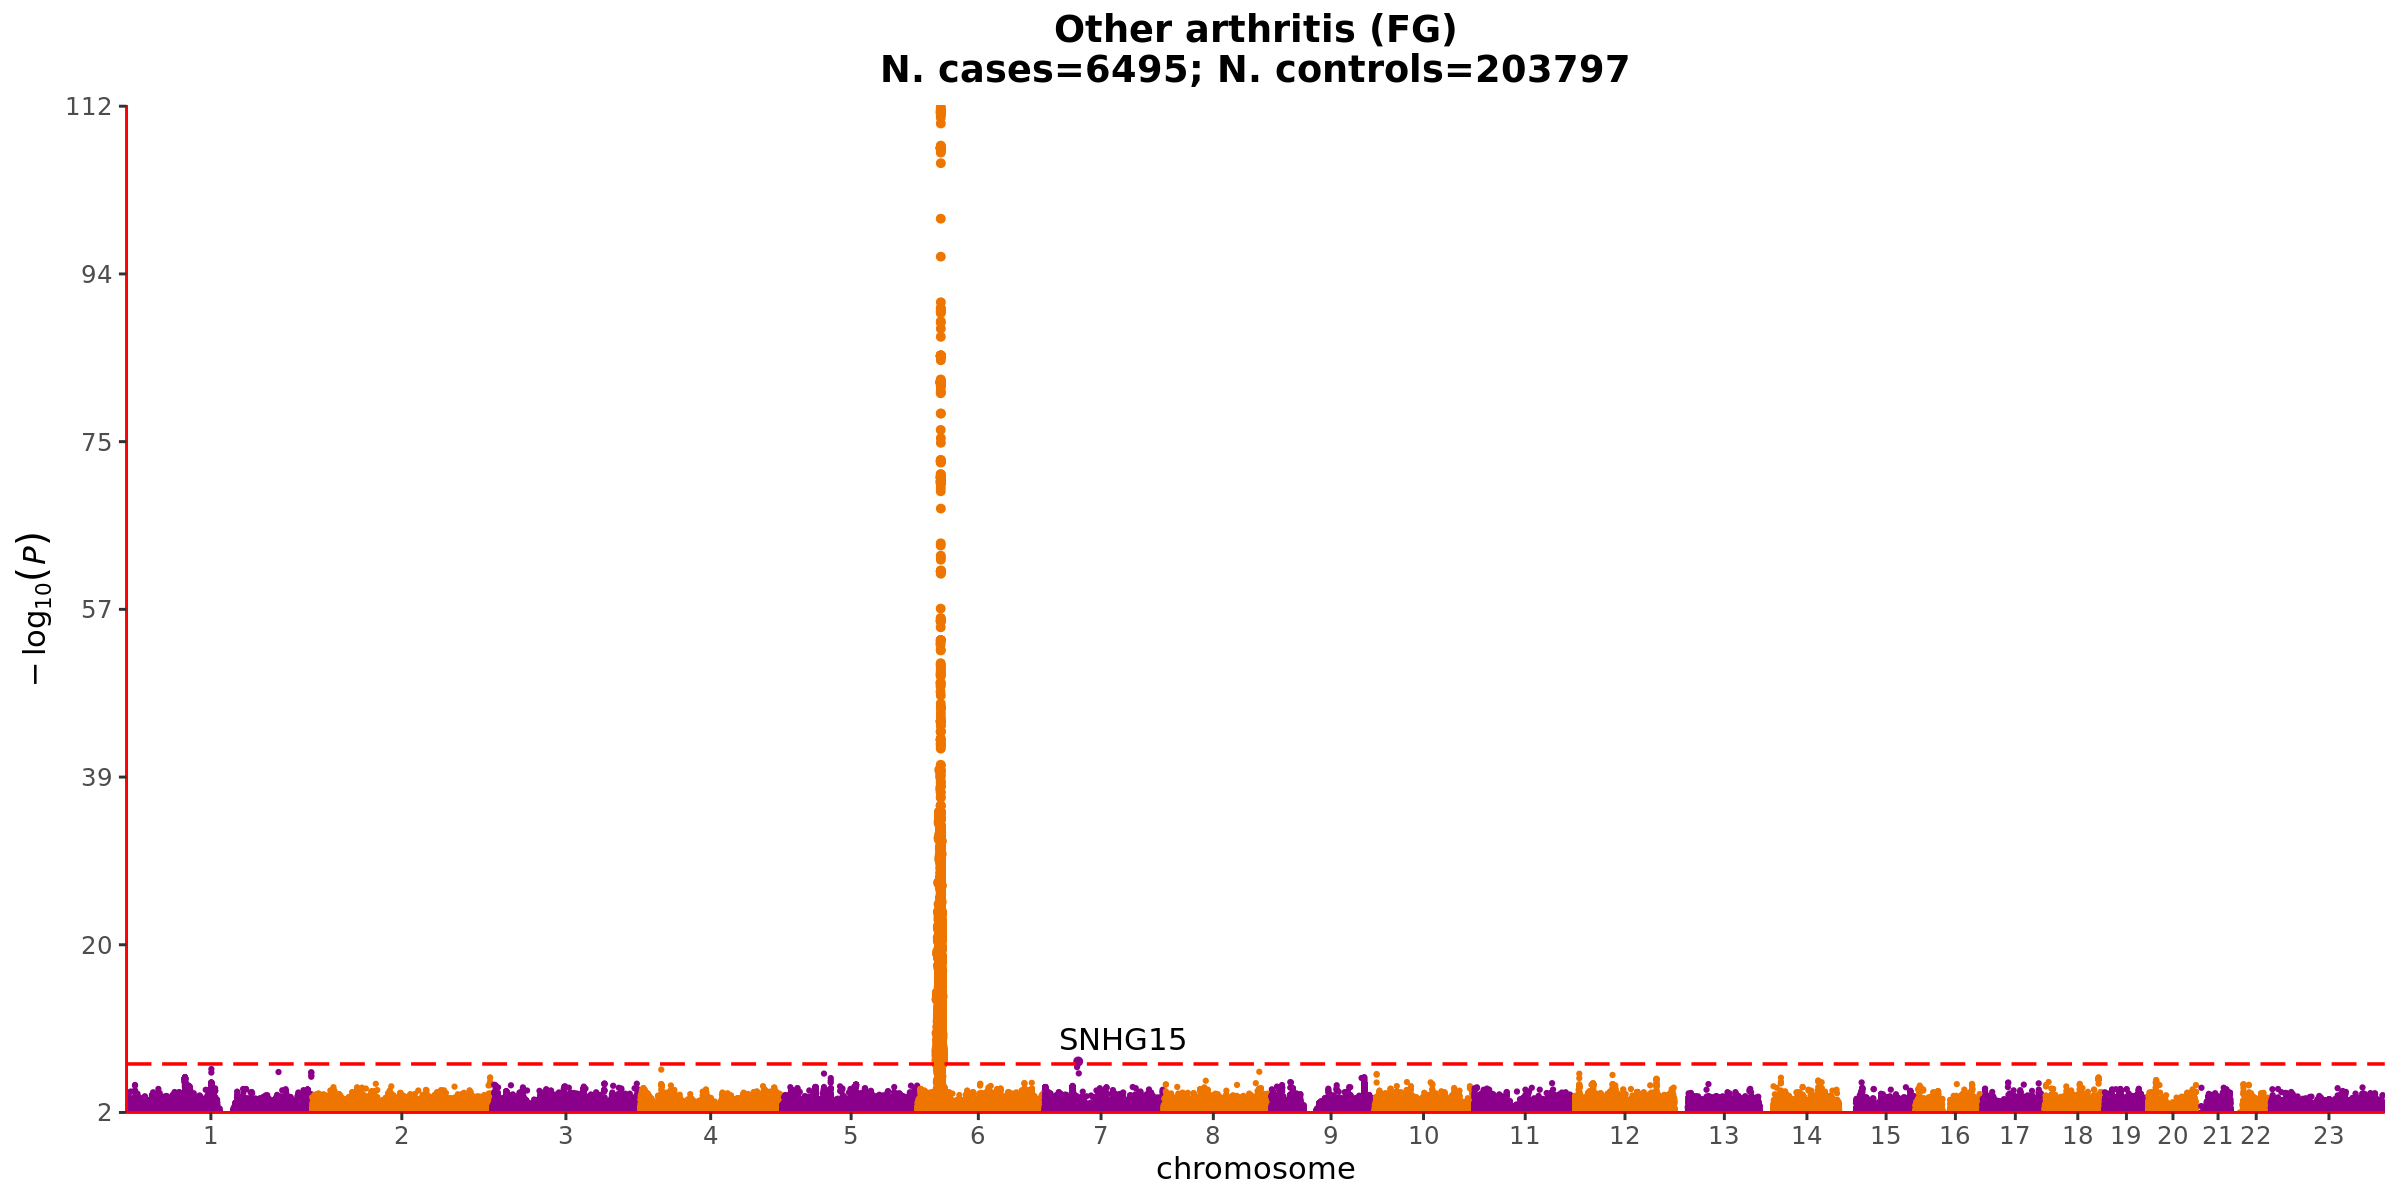 Other arthritis (FG)
N. cases=6495; N. controls=203797
112
94
75
57
39
20
2
−log10(P)
SNHG15
1 2 3 4 5 6 7 8 9 10 11 12 13 14 15 16 17 18 19 20 21 22 23
chromosome